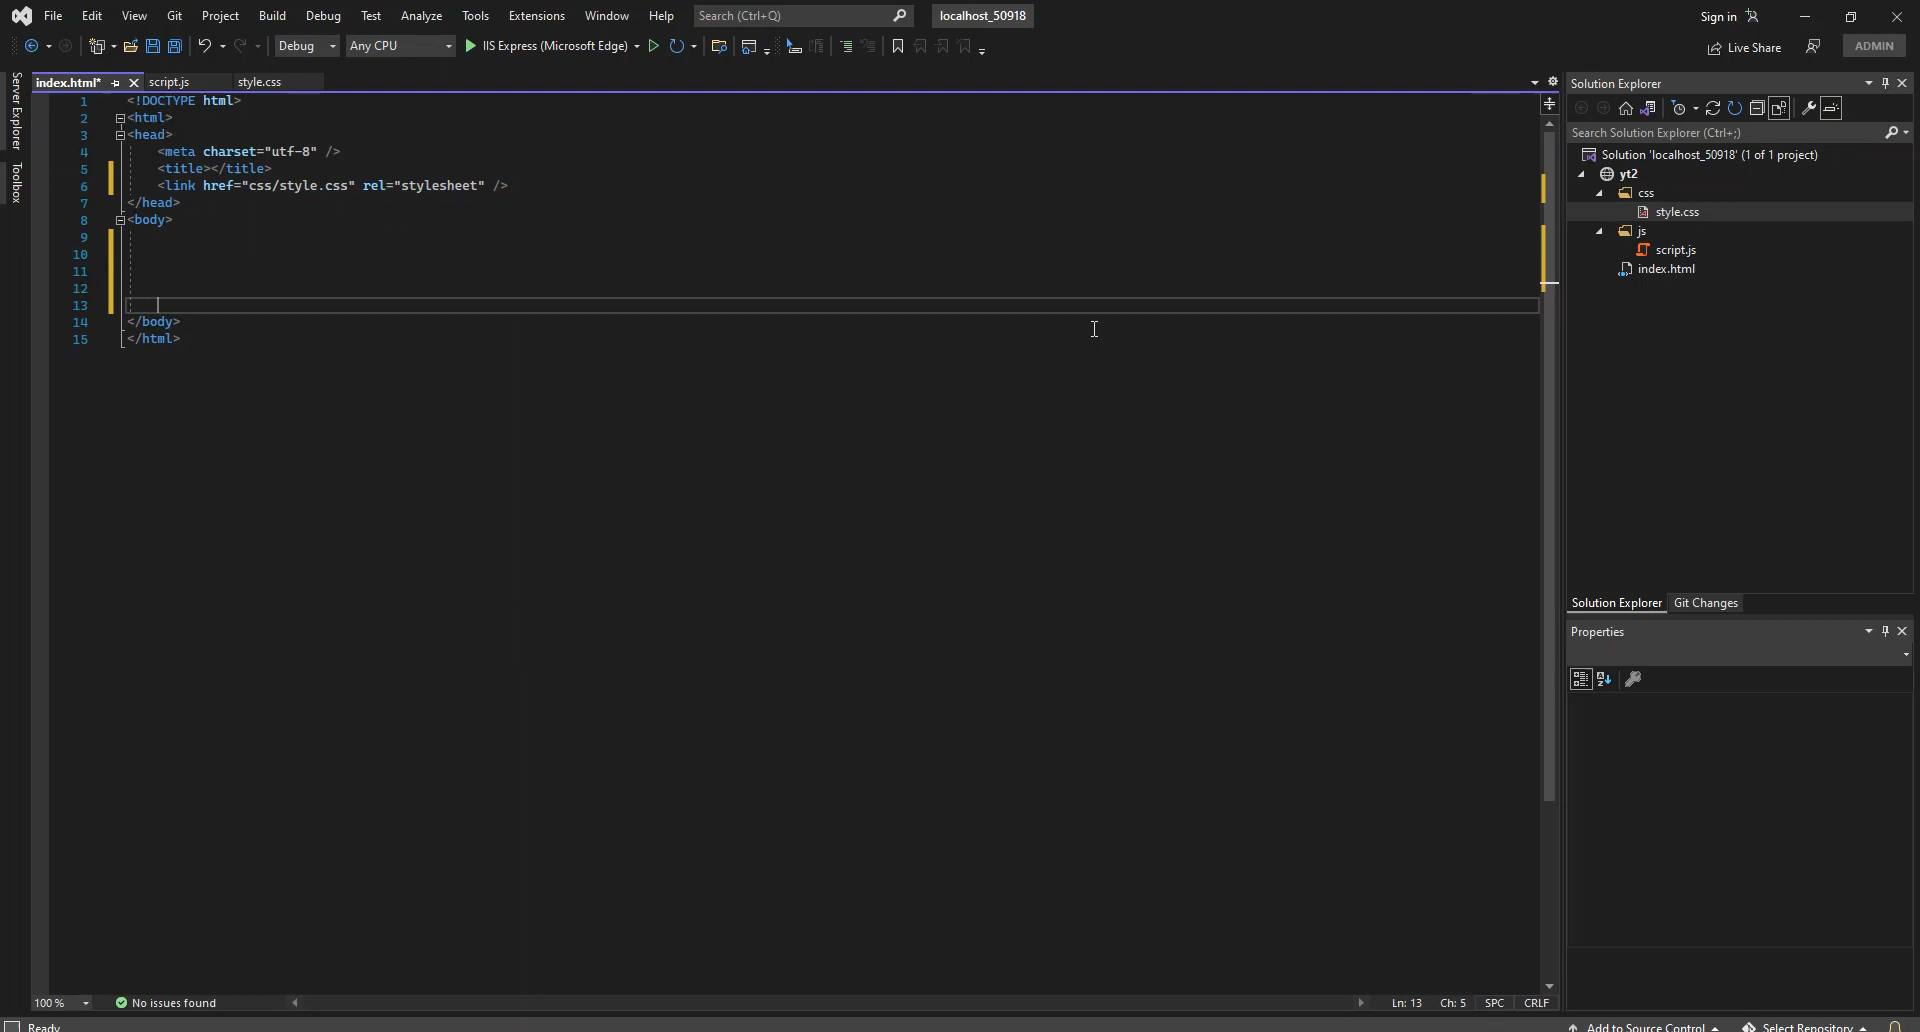 File Edit View Git Project Build Debug Test Analyze Tools Extensions Window Help Search (Ctrl+Q) localhost_50918 Sign in
Debug Any CPU IIS Express (Microsoft Edge) Live Share ADMIN
Server Explorer
Toolbox
index.html* script.js style.css
1 <!DOCTYPE html>
2 <html>
3 <head>
4 <meta charset="utf-8" />
5 <title></title>
6 <link href="css/style.css" rel="stylesheet" />
7 </head>
8 <body>
9
10
11
12
13
14 </body>
15 </html>
100 % No issues found Ln: 13 Ch: 5 SPC CRLF
Solution Explorer
Search Solution Explorer (Ctrl+;)
Solution 'localhost_50918' (1 of 1 project)
yt2
css
style.css
js
script.js
index.html
Solution Explorer Git Changes
Properties
Ready Add to Source Control Select Repository